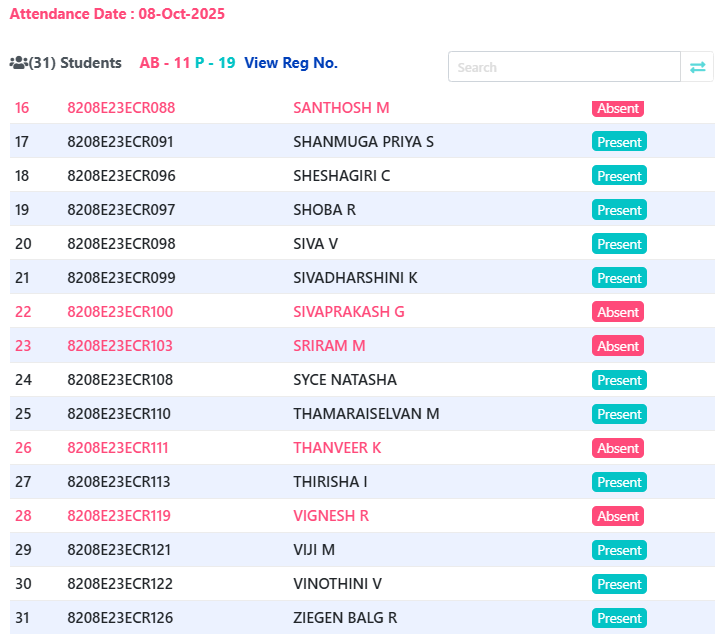 Attendance Date : 08-Oct-2025
(31) Students AB - 11 P - 19 View Reg No. Search
16 8208E23ECR088 SANTHOSH M Absent
17 8208E23ECR091 SHANMUGA PRIYA S Present
18 8208E23ECR096 SHESHAGIRI C Present
19 8208E23ECR097 SHOBA R Present
20 8208E23ECR098 SIVA V Present
21 8208E23ECR099 SIVADHARSHINI K Present
22 8208E23ECR100 SIVAPRAKASH G Absent
23 8208E23ECR103 SRIRAM M Absent
24 8208E23ECR108 SYCE NATASHA Present
25 8208E23ECR110 THAMARAISELVAN M Present
26 8208E23ECR111 THANVEER K Absent
27 8208E23ECR113 THIRISHA I Present
28 8208E23ECR119 VIGNESH R Absent
29 8208E23ECR121 VIJI M Present
30 8208E23ECR122 VINOTHINI V Present
31 8208E23ECR126 ZIEGEN BALG R Present